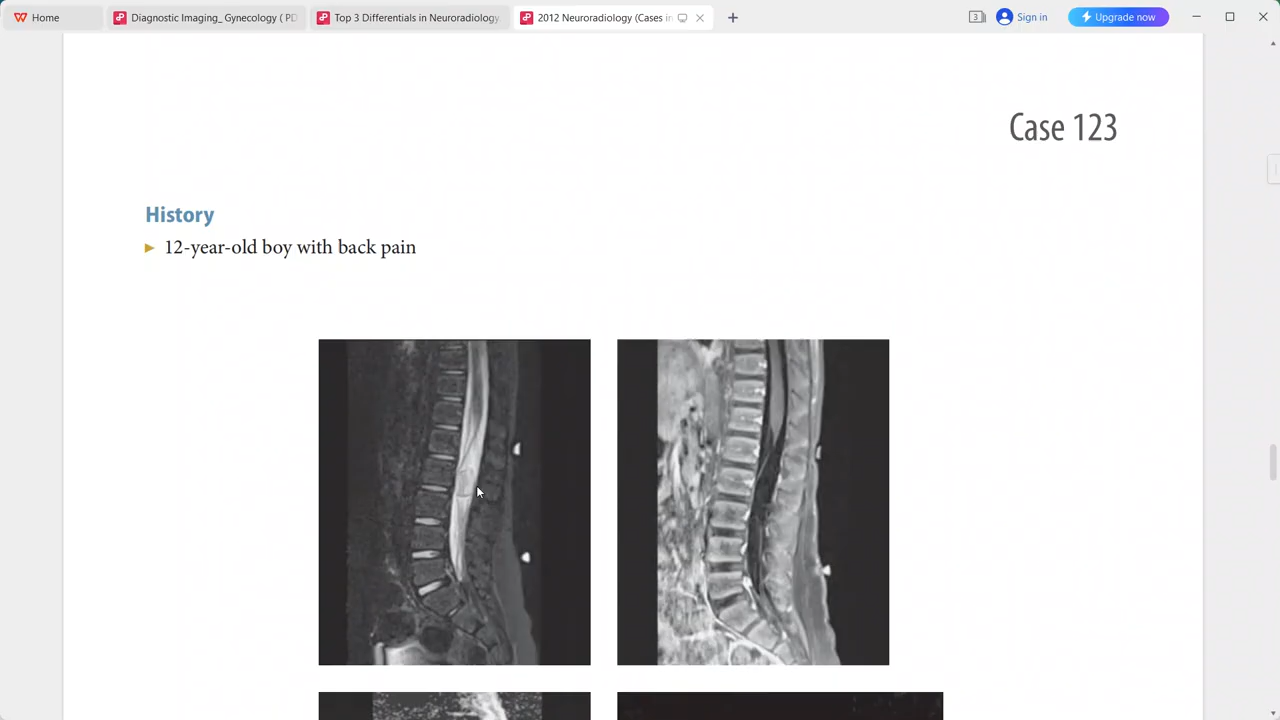 Home
Diagnostic Imaging_ Gynecology ( PD
Top 3 Differentials in Neuroradiology
2012 Neuroradiology (Cases in
3
Sign in
Upgrade now
Case 123
History
12-year-old boy with back pain